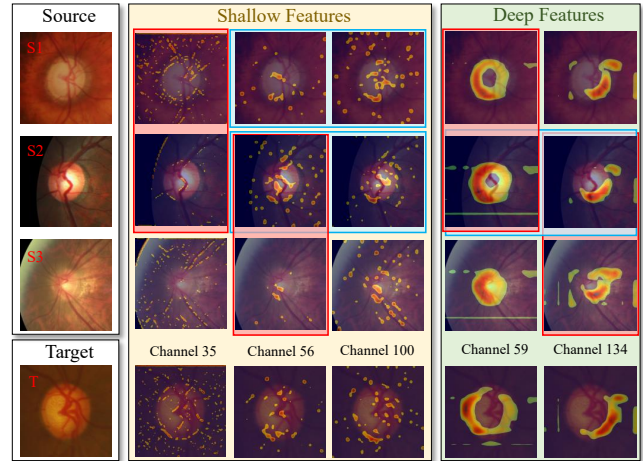 Source
Shallow Features
Deep Features
S1
S2
S3
Target
Channel 35
Channel 56
Channel 100
Channel 59
Channel 134
T